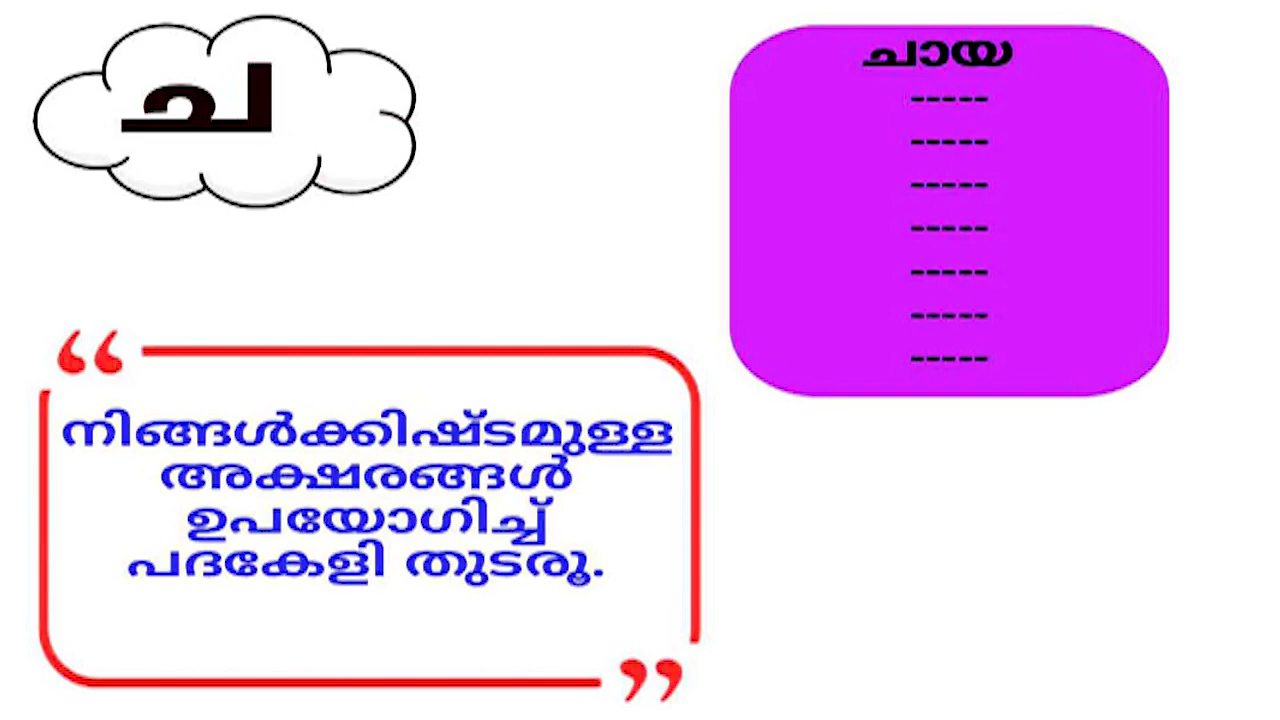 ച
ചായ
-----
-----
-----
-----
-----
-----
-----
“
നിങ്ങൾക്കിഷ്ടമുള്ള
അക്ഷരങ്ങൾ
ഉപയോഗിച്ച്
പദകേളി തുടരൂ.
”